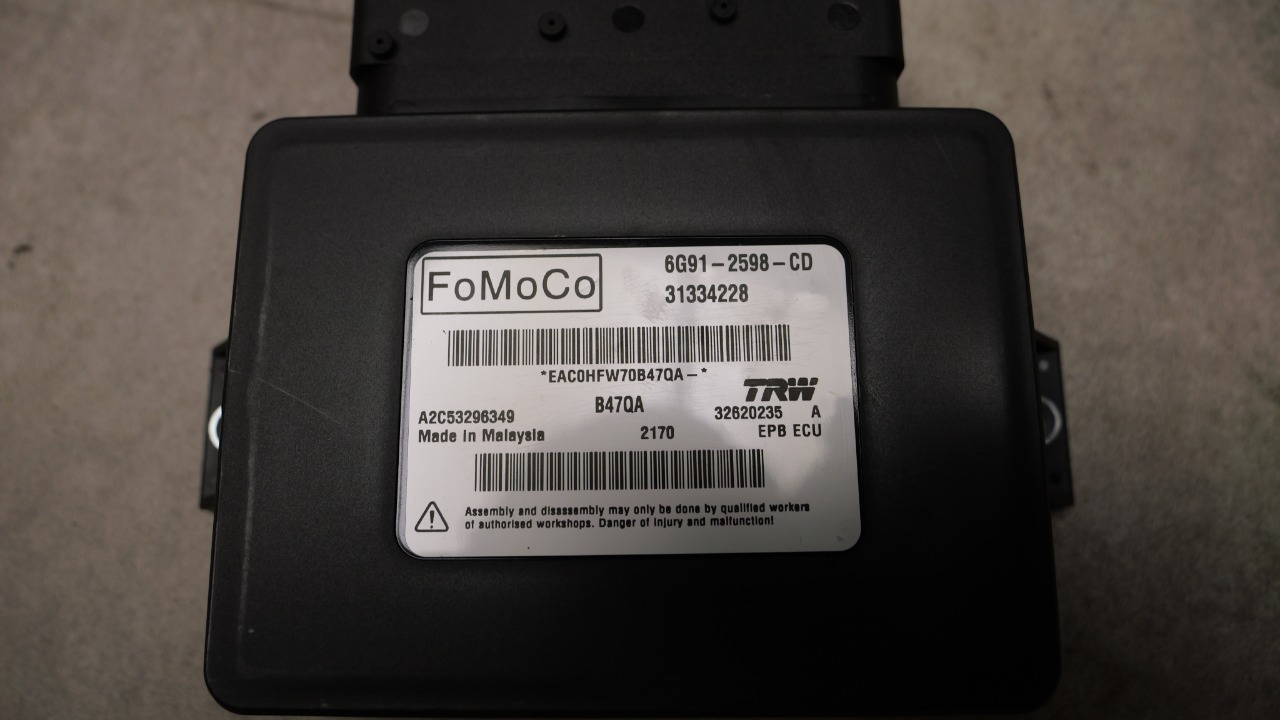 FoMoCo
6G91-2598-CD
31334228
*EAC0HFW70B47QA-*
TRW
A2C53296349
B47QA
32620235 A
Made in Malaysia
2170
EPB ECU
Assembly and disassembly may only be done by qualified workers
of authorised workshops. Danger of injury and malfunction!